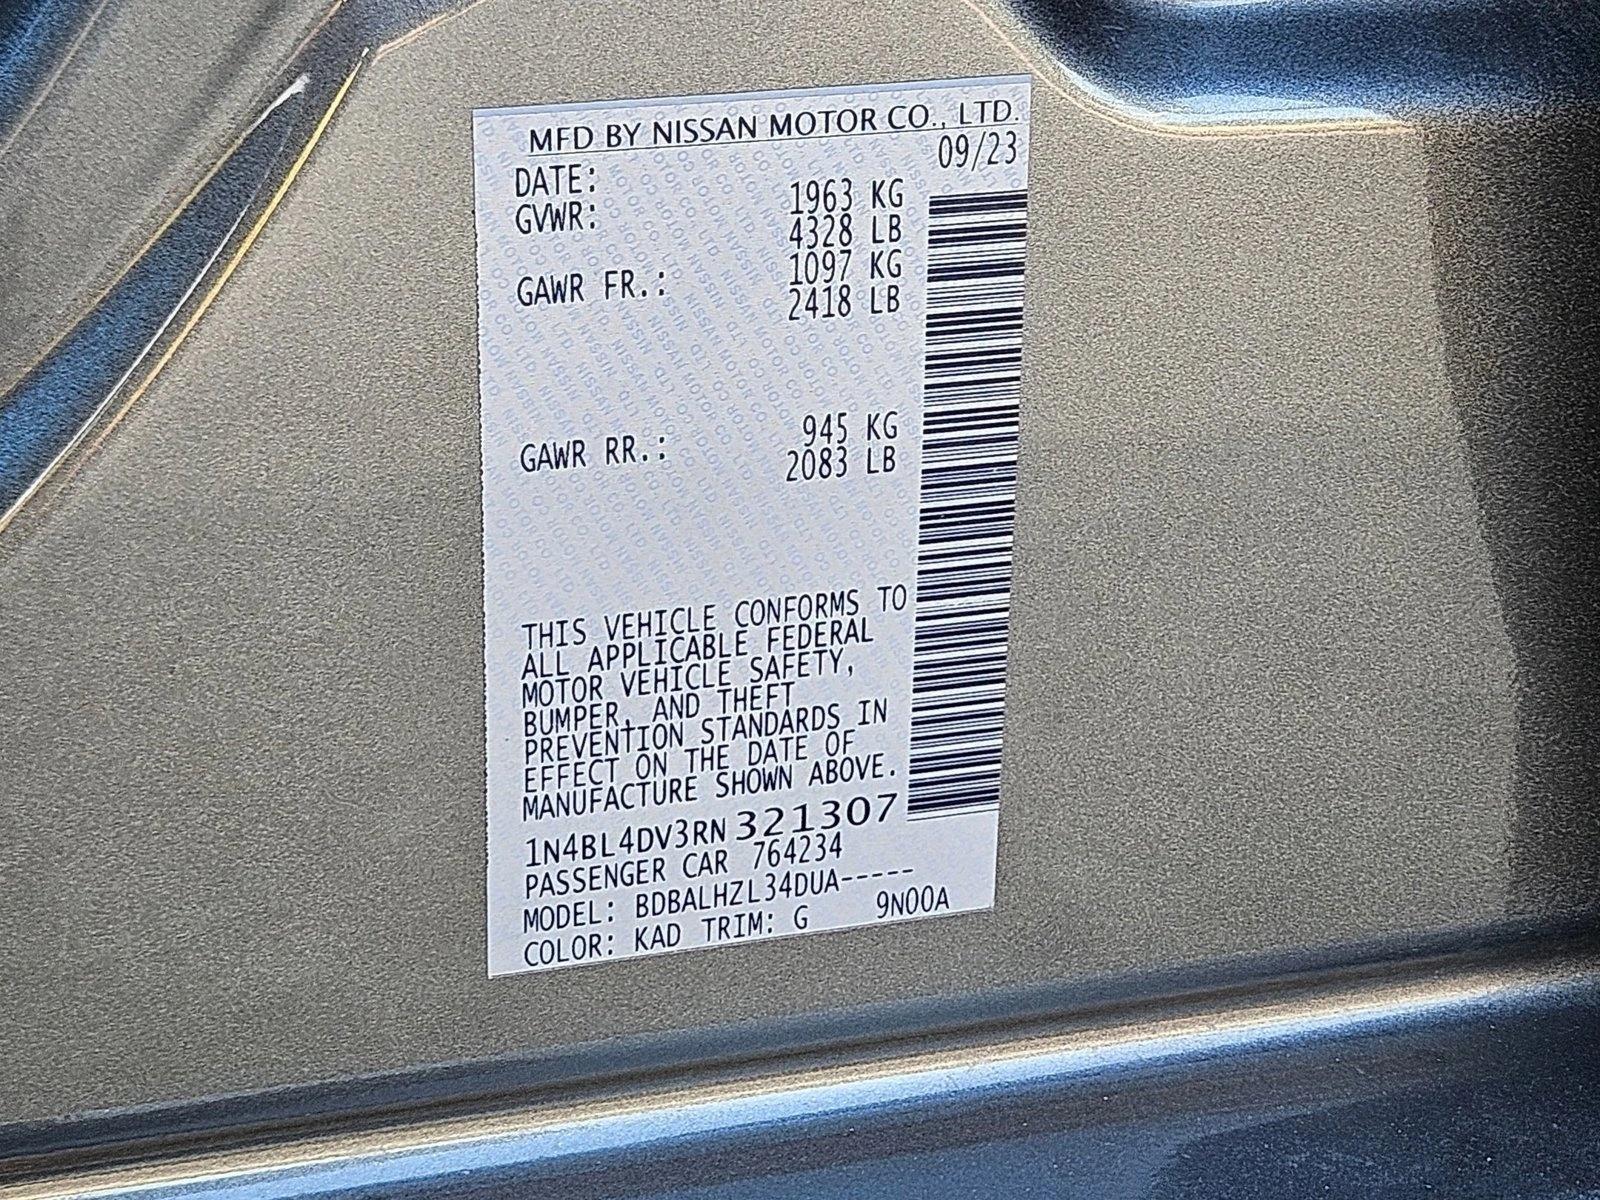 MFD BY NISSAN MOTOR CO., LTD.
DATE: 09/23
GVWR: 1963 KG
4328 LB
GAWR FR.: 1097 KG
2418 LB
GAWR RR.: 945 KG
2083 LB
THIS VEHICLE CONFORMS TO
ALL APPLICABLE FEDERAL
MOTOR VEHICLE SAFETY,
BUMPER, AND THEFT
PREVENTION STANDARDS IN
EFFECT ON THE DATE OF
MANUFACTURE SHOWN ABOVE.
1N4BL4DV3RN 321307
PASSENGER CAR 764234
MODEL: BDBALHZL34DUA-----
COLOR: KAD TRIM: G 9N00A